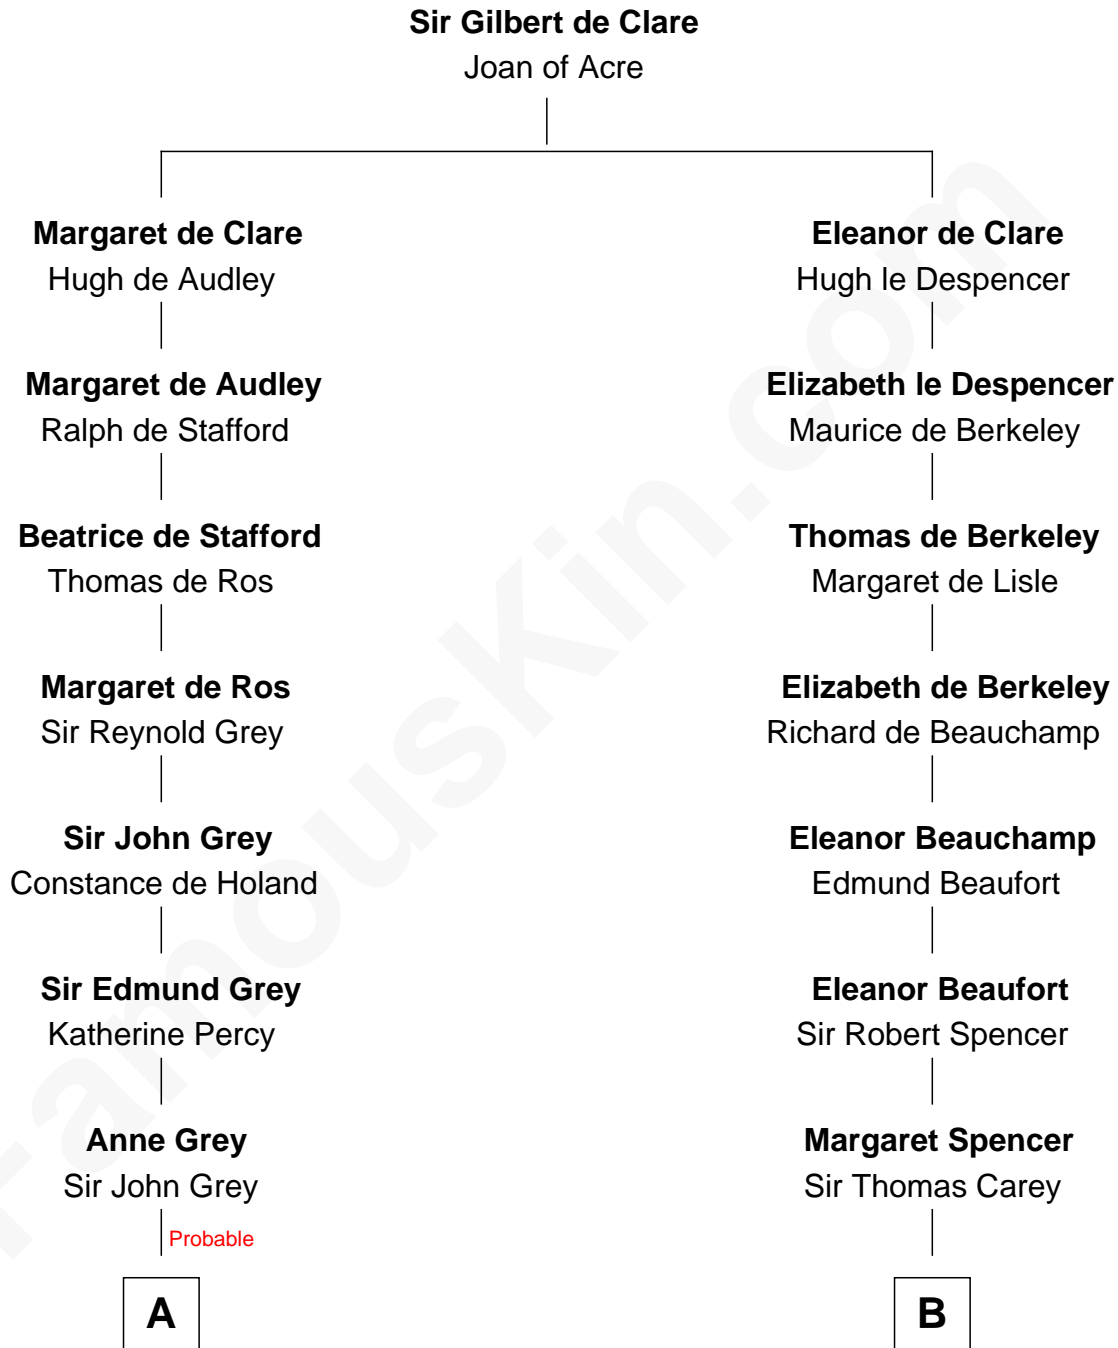 Sir Gilbert de Clare
Joan of Acre
Margaret de Clare
Hugh de Audley
Eleanor de Clare
Hugh le Despencer
Margaret de Audley
Ralph de Stafford
Elizabeth le Despencer
Maurice de Berkeley
Beatrice de Stafford
Thomas de Ros
Thomas de Berkeley
Margaret de Lisle
Margaret de Ros
Sir Reynold Grey
Elizabeth de Berkeley
Richard de Beauchamp
Sir John Grey
Constance de Holand
Eleanor Beauchamp
Edmund Beaufort
Sir Edmund Grey
Katherine Percy
Eleanor Beaufort
Sir Robert Spencer
Anne Grey
Sir John Grey
Margaret Spencer
Sir Thomas Carey
Probable
A
B
FamousKin.com